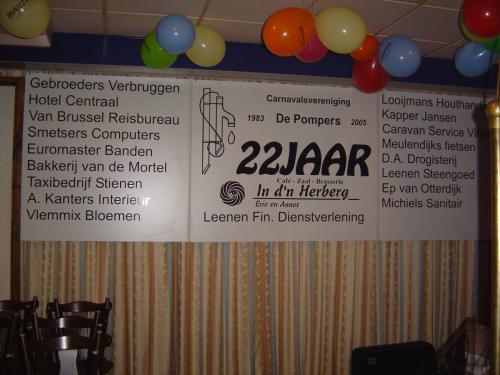 Gebroeders Verbruggen
Hotel Centraal
Van Brussel Reisbureau
Smetsers Computers
Euromaster Banden
Bakkerij van de Mortel
Taxibedrijf Stienen
A. Kanters Interieur
Vlemmix Bloemen
Carnavalsvereniging
1983 De Pompers 2005
22JAAR
Café - Zaal - Brasserie
In d'n Herberg
Eric en Annet
Leenen Fin. Dienstverlening
Looijmans Houthand
Kapper Jansen
Caravan Service
Meulendijks fietsen
D.A. Drogisterij
Leenen Steengoed
Ep van Otterdijk
Michiels Sanitair